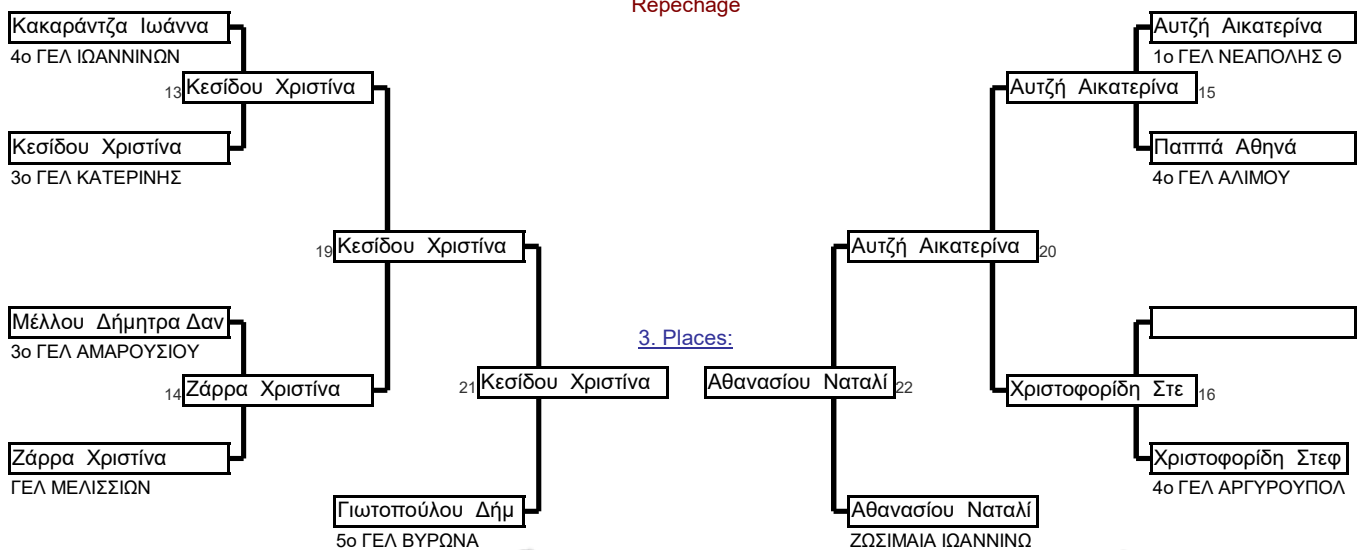 Repechage
Κακαράντζα Ιωάννα
4ο ΓΕΛ ΙΩΑΝΝΙΝΩΝ
13 Κεσίδου Χριστίνα
Κεσίδου Χριστίνα
3ο ΓΕΛ ΚΑΤΕΡΙΝΗΣ
19 Κεσίδου Χριστίνα
Μέλλου Δήμητρα Δαν
3ο ΓΕΛ ΑΜΑΡΟΥΣΙΟΥ
14 Ζάρρα Χριστίνα
Ζάρρα Χριστίνα
ΓΕΛ ΜΕΛΙΣΣΙΩΝ
21 Κεσίδου Χριστίνα
Γιωτοπούλου Δήμ
5ο ΓΕΛ ΒΥΡΩΝΑ
3. Places:
Αυτζή Αικατερίνα
1ο ΓΕΛ ΝΕΑΠΟΛΗΣ Θ
Αυτζή Αικατερίνα 15
Παππά Αθηνά
4ο ΓΕΛ ΑΛΙΜΟΥ
Αυτζή Αικατερίνα 20
Χριστοφορίδη Στε 16
Χριστοφορίδη Στεφ
4ο ΓΕΛ ΑΡΓΥΡΟΥΠΟΛ
Αθανασίου Ναταλί 22
Αθανασίου Ναταλί
ΖΩΣΙΜΑΙΑ ΙΩΑΝΝΙΝΩ